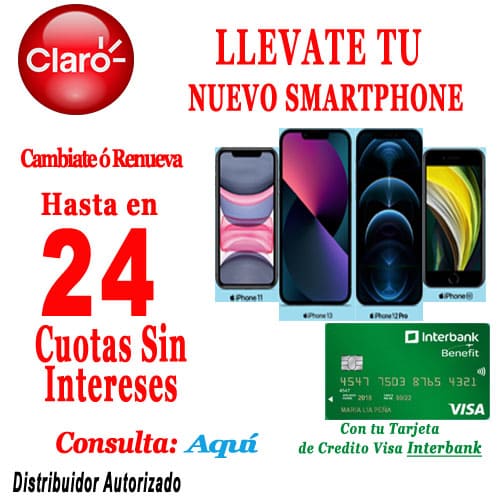 Claro
LLEVATE TU
NUEVO SMARTPHONE
Cambiate ó Renueva
Hasta en
24
Cuotas Sin
Intereses
iPhone 11
iPhone 13
iPhone 12 Pro
iPhone
Interbank
Benefit
4547 7503 8765 4321
4547
2015
MARIA LIA PEÑA
VISA
Con tu Tarjeta
de Credito Visa Interbank
Consulta: Aquí
Distribuidor Autorizado